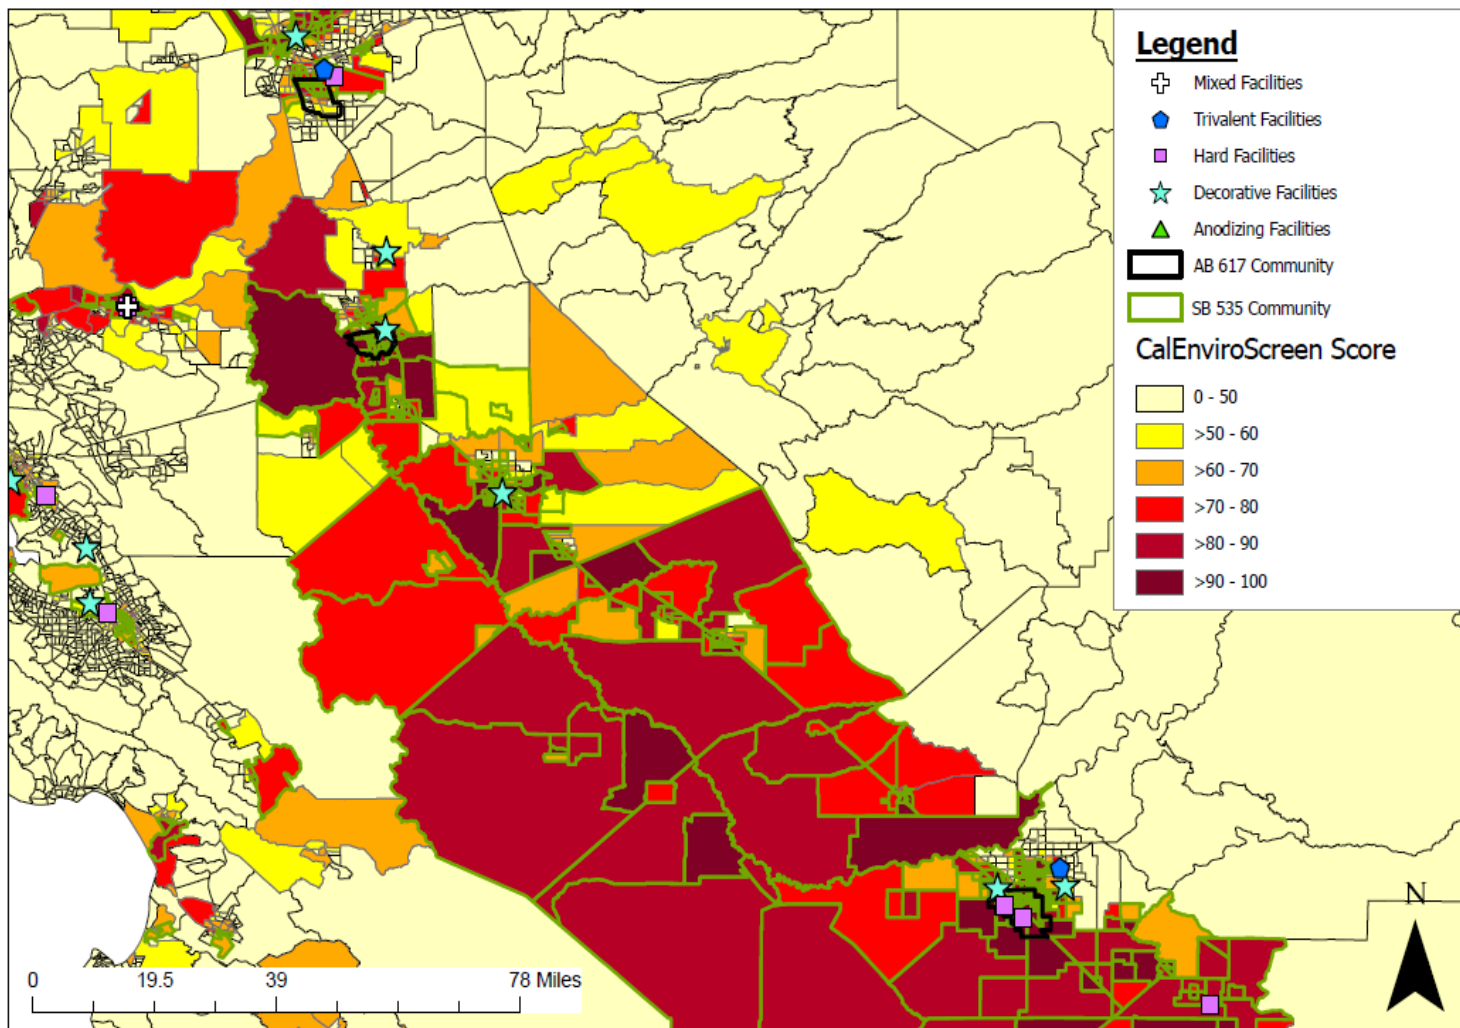 Legend
Mixed Facilities
Trivalent Facilities
Hard Facilities
Decorative Facilities
Anodizing Facilities
AB 617 Community
SB 535 Community
CalEnviroScreen Score
0 - 50
>50 - 60
>60 - 70
>70 - 80
>80 - 90
>90 - 100
N
0 19.5 39 78 Miles